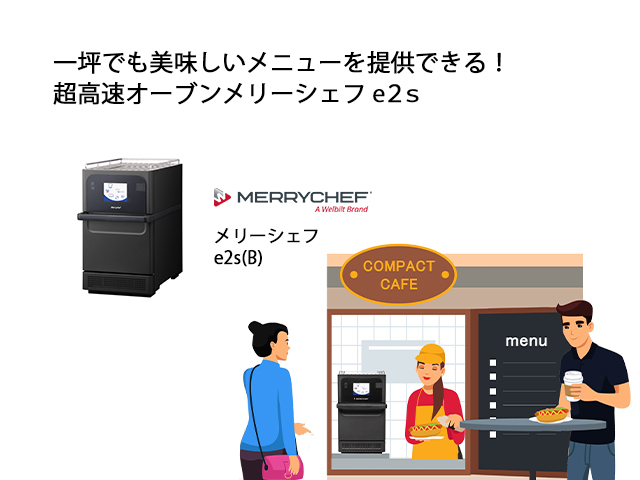 一坪でも美味しいメニューを提供できる！
超高速オーブンメリーシェフ e2s
MERRYCHEF
A Welbilt Brand
メリーシェフ
e2s(B)
COMPACT
CAFE
menu